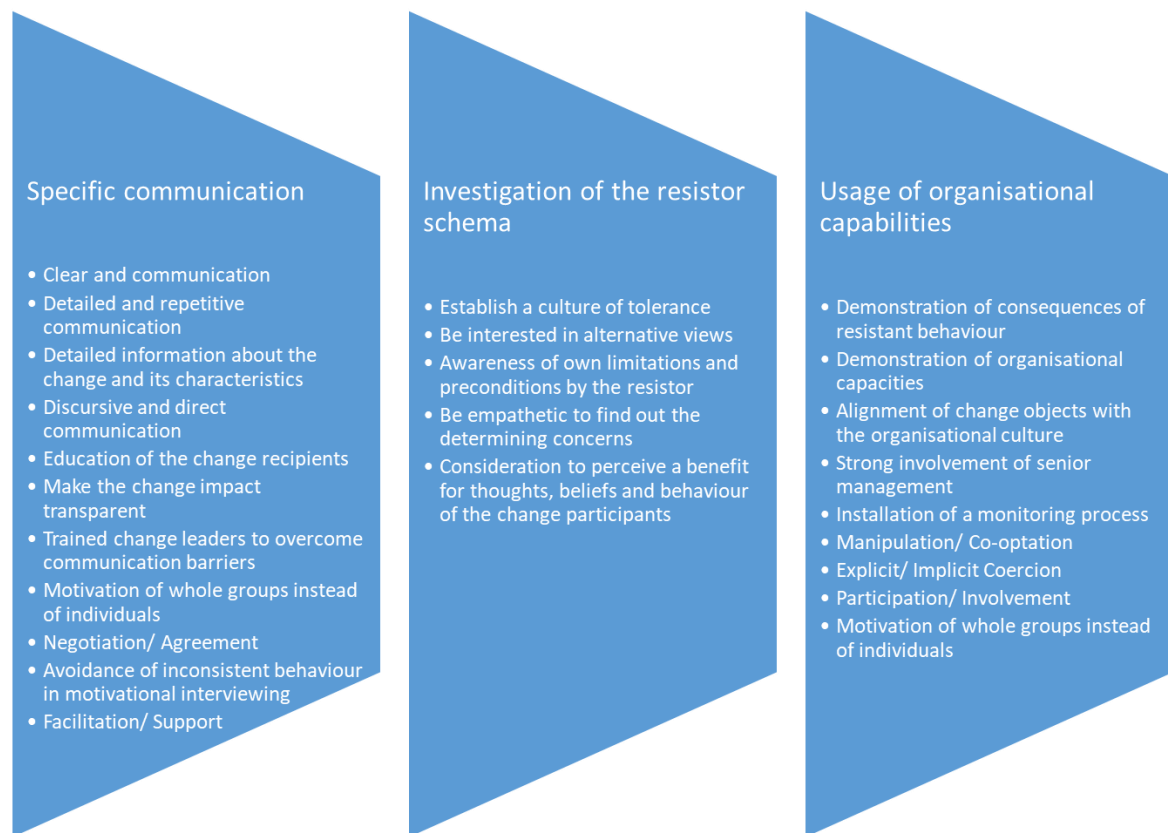 Specific communication
• Clear and communication
• Detailed and repetitive
communication
• Detailed information about the
change and its characteristics
• Discursive and direct
communication
• Education of the change recipients
• Make the change impact
transparent
• Trained change leaders to overcome
communication barriers
• Motivation of whole groups instead
of individuals
• Negotiation/ Agreement
• Avoidance of inconsistent behaviour
in motivational interviewing
• Facilitation/ Support
Investigation of the resistor
schema
• Establish a culture of tolerance
• Be interested in alternative views
• Awareness of own limitations and
preconditions by the resistor
• Be empathetic to find out the
determining concerns
• Consideration to perceive a benefit
for thoughts, beliefs and behaviour
of the change participants
Usage of organisational
capabilities
• Demonstration of consequences of
resistant behaviour
• Demonstration of organisational
capacities
• Alignment of change objects with
the organisational culture
• Strong involvement of senior
management
• Installation of a monitoring process
• Manipulation/ Co-optation
• Explicit/ Implicit Coercion
• Participation/ Involvement
• Motivation of whole groups instead
of individuals